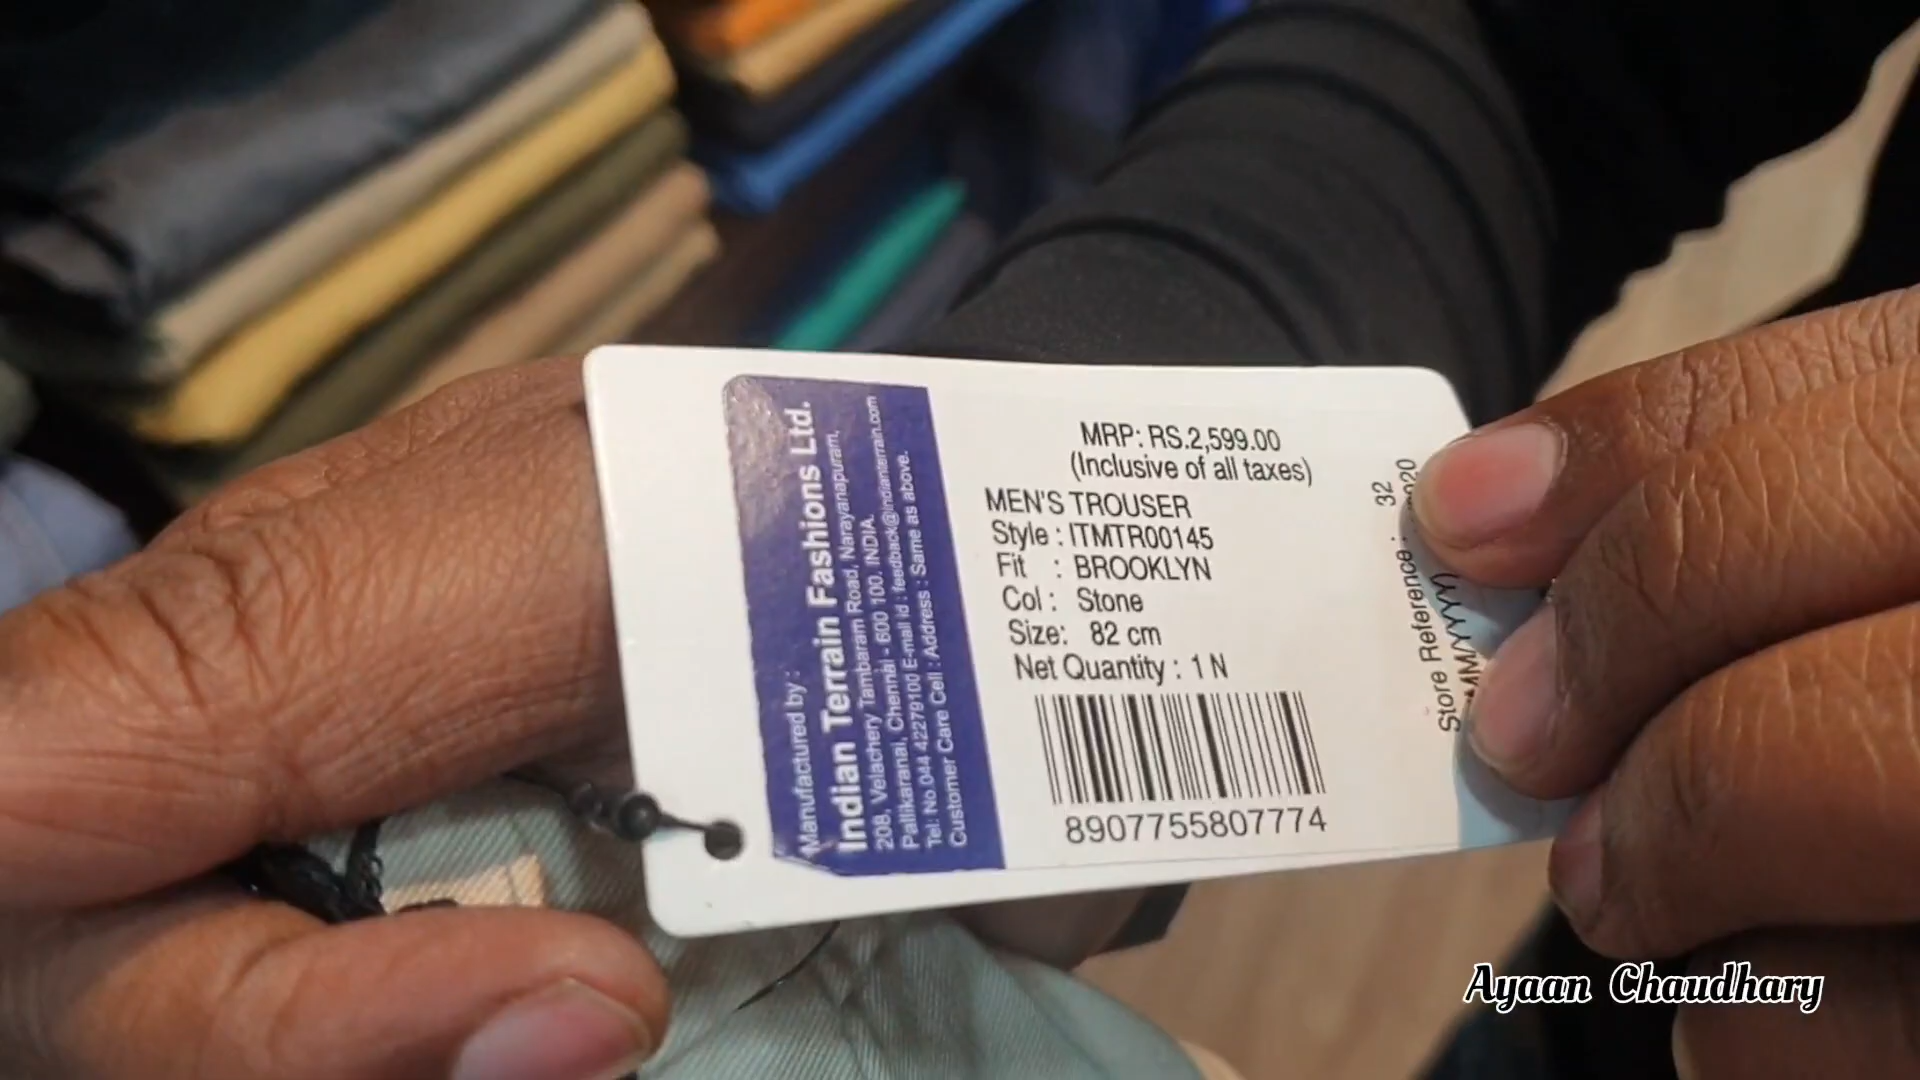 Manufactured by :
Indian Terrain Fashions Ltd.
208, Velachery Tambaram Road, Narayanapuram,
Pallikaranai, Chennai - 600 100. INDIA.
Tel: No.044 42279100 E-mail id : feedback@indianterrain.com
Customer Care Cell : Address : Same as above.
MRP: RS.2,599.00
(Inclusive of all taxes)
MEN'S TROUSER
Style : ITMTR00145
Fit : BROOKLYN
Col : Stone
Size: 82 cm
Net Quantity : 1 N
8907755807774
32
Store Reference :
Ayaan Chaudhary